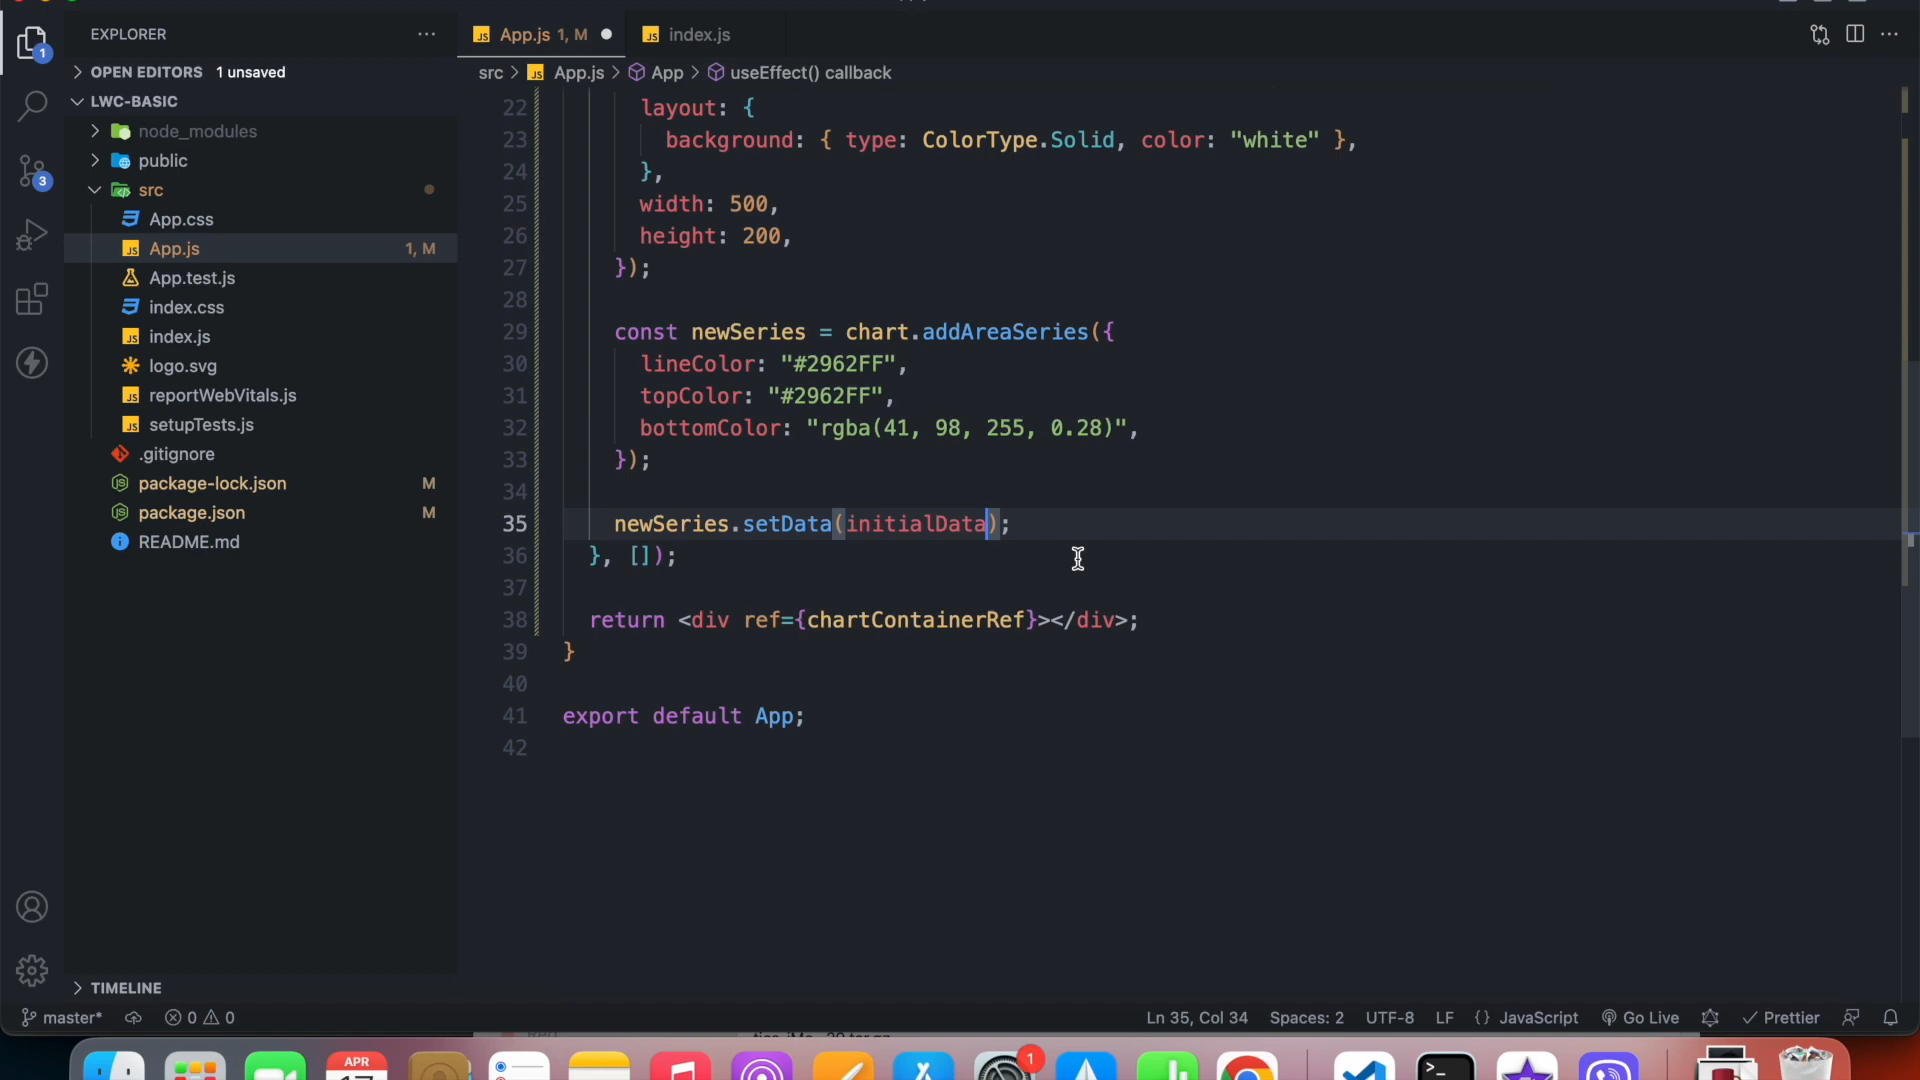 EXPLORER
App.js 1, M
index.js
OPEN EDITORS 1 unsaved
src > App.js > App > useEffect() callback
LWC-BASIC
node_modules
public
src
App.css
App.js 1, M
App.test.js
index.css
index.js
logo.svg
reportWebVitals.js
setupTests.js
.gitignore
package-lock.json M
package.json M
README.md
22 layout: {
23 background: { type: ColorType.Solid, color: "white" },
24 },
25 width: 500,
26 height: 200,
27 });
28
29 const newSeries = chart.addAreaSeries({
30 lineColor: "#2962FF",
31 topColor: "#2962FF",
32 bottomColor: "rgba(41, 98, 255, 0.28)",
33 });
34
35 newSeries.setData(initialData);
36 }, []);
37
38 return <div ref={chartContainerRef}></div>;
39 }
40
41 export default App;
42
1
3
TIMELINE
master* 0 0
Ln 35, Col 34 Spaces: 2 UTF-8 LF {} JavaScript Go Live Prettier
APR
1